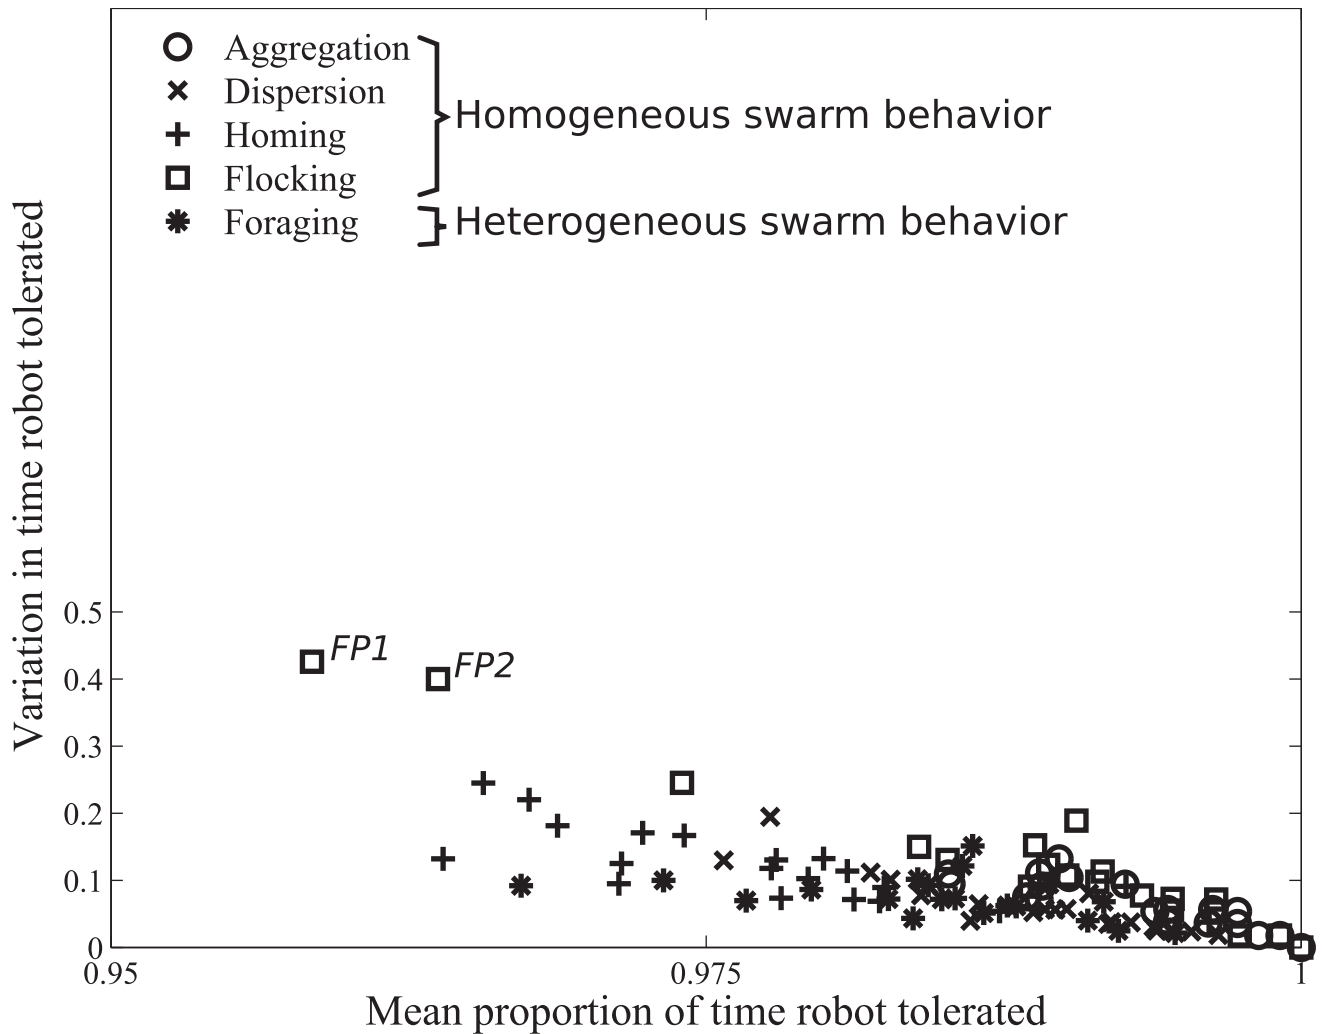 Aggregation
Dispersion
Homogeneous swarm behavior
Homing
Flocking
Foraging
Heterogeneous swarm behavior
Variation in time robot tolerated
0.5
FP1
FP2
0.4
0.3
0.2
0.1
0
0.95
0.975
1
Mean proportion of time robot tolerated